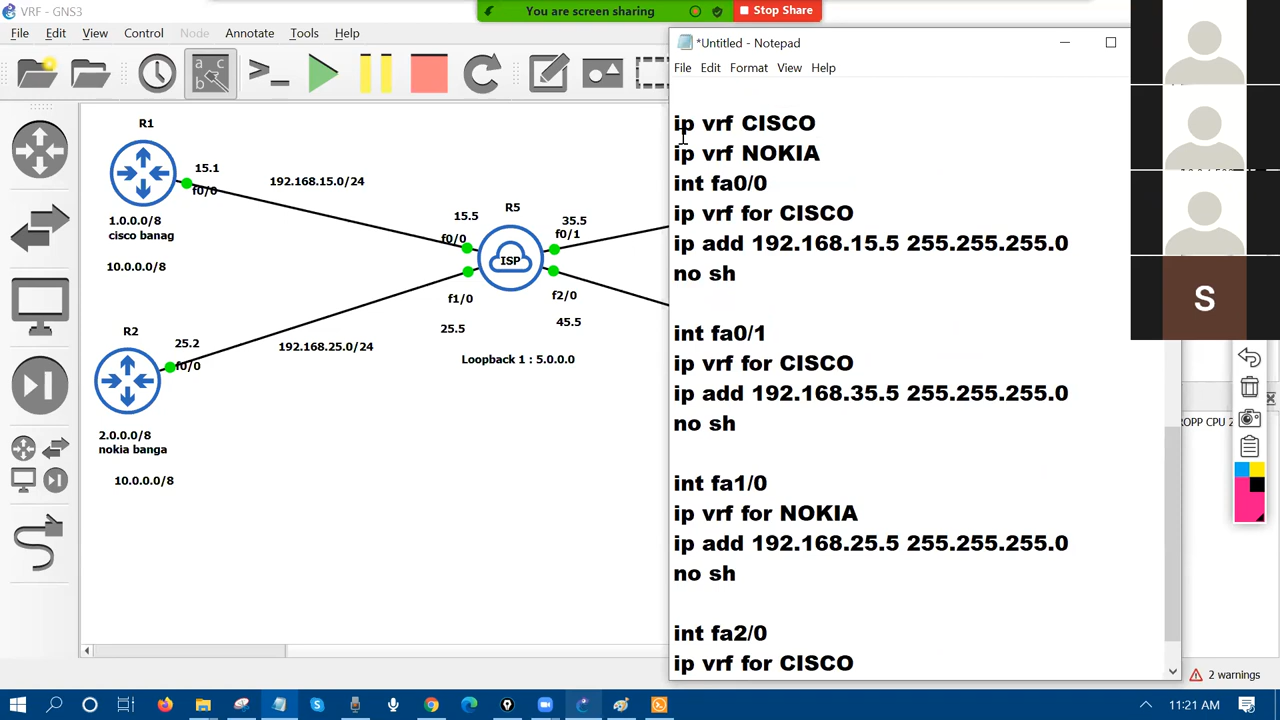 VRF - GNS3
You are screen sharing
Stop Share
File Edit View Control Node Annotate Tools Help
*Untitled - Notepad
File Edit Format View Help
R1
15.1
f0/0
192.168.15.0/24
1.0.0.0/8
cisco banag
10.0.0.0/8
R5
15.5
35.5
f0/0
f0/1
ISP
f1/0
f2/0
25.5
45.5
Loopback 1 : 5.0.0.0
R2
25.2
f0/0
192.168.25.0/24
2.0.0.0/8
nokia banga
10.0.0.0/8
ip vrf CISCO
ip vrf NOKIA
int fa0/0
ip vrf for CISCO
ip add 192.168.15.5 255.255.255.0
no sh
int fa0/1
ip vrf for CISCO
ip add 192.168.35.5 255.255.255.0
no sh
int fa1/0
ip vrf for NOKIA
ip add 192.168.25.5 255.255.255.0
no sh
int fa2/0
ip vrf for CISCO
S
OPP CPU 2
2 warnings
11:21 AM